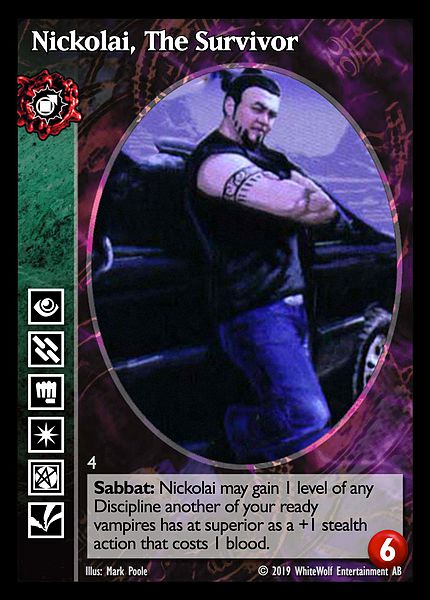 Nickolai, The Survivor
4
Sabbat: Nickolai may gain 1 level of any
Discipline another of your ready
vampires has at superior as a +1 stealth
action that costs 1 blood.
6
Illus: Mark Poole © 2019 WhiteWolf Entertainment AB